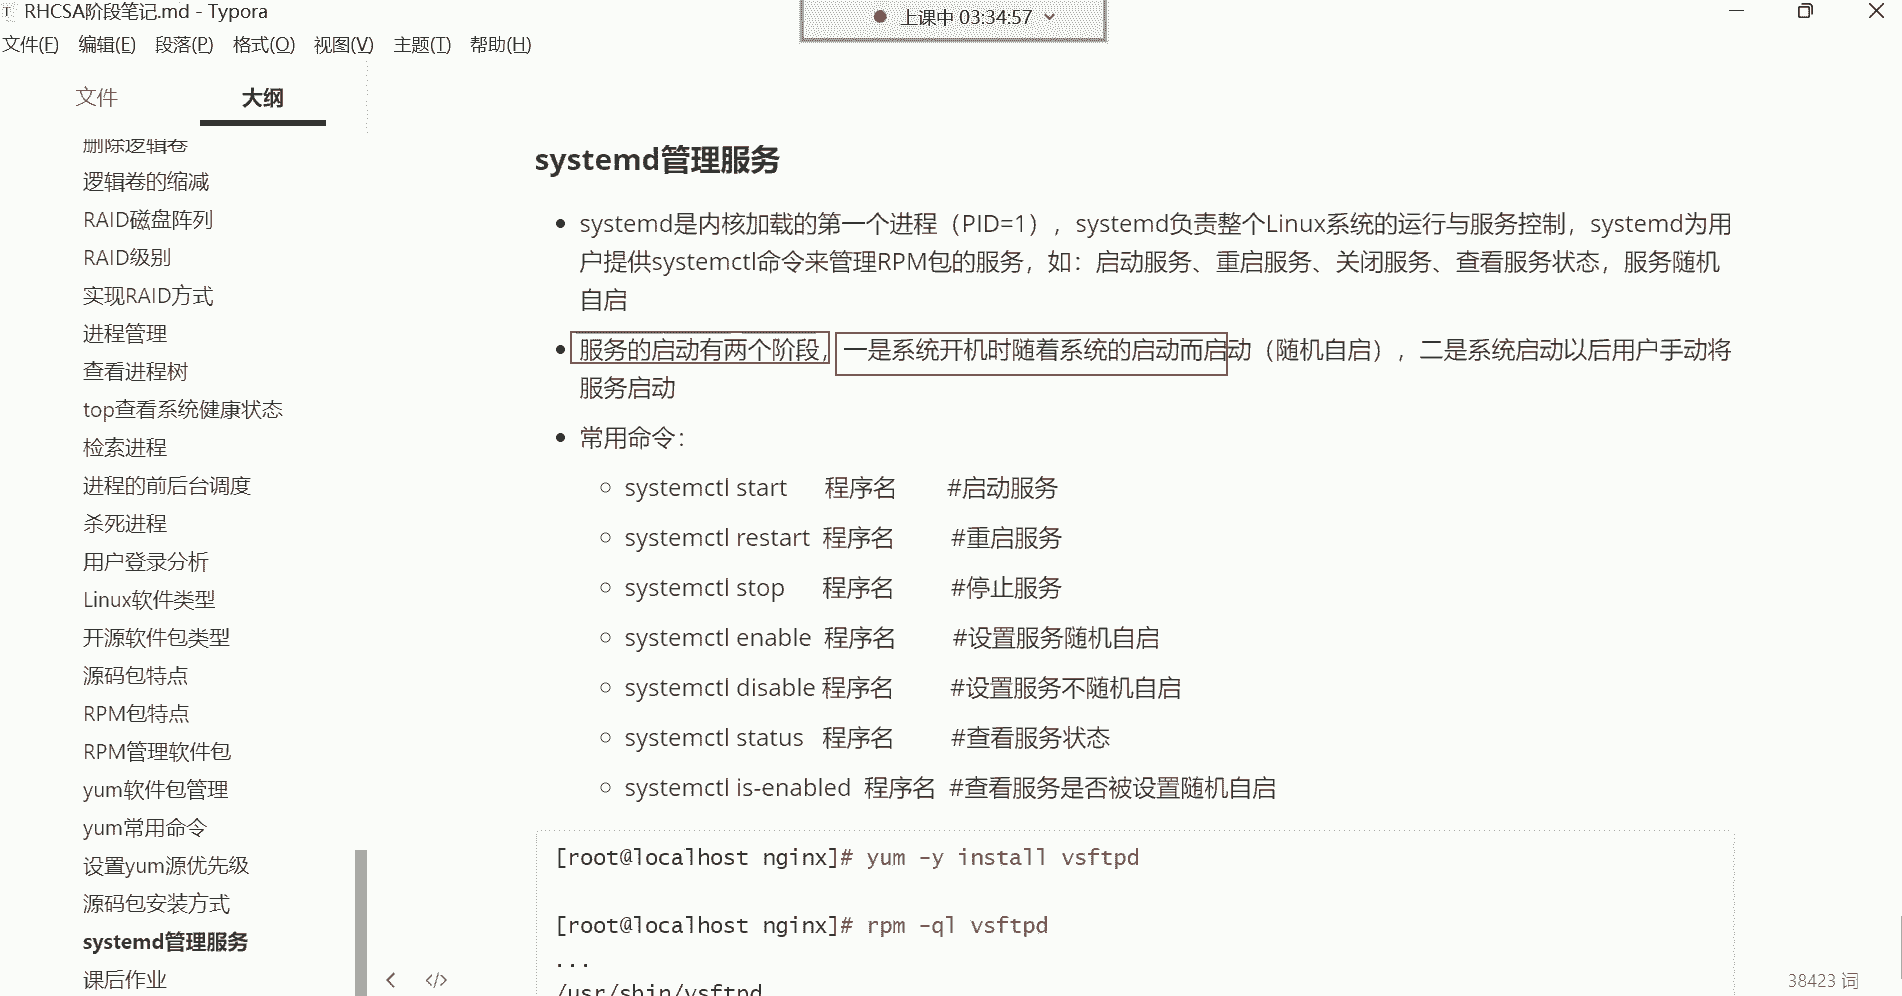 RHCSA阶段笔记.md - Typora
上课中 03:34:57
文件(F) 编辑(E) 段落(P) 格式(O) 视图(V) 主题(T) 帮助(H)
文件 大纲
删除逻辑卷
逻辑卷的缩减
RAID磁盘阵列
RAID级别
实现RAID方式
进程管理
查看进程树
top查看系统健康状态
检索进程
进程的前后台调度
杀死进程
用户登录分析
Linux软件类型
开源软件包类型
源码包特点
RPM包特点
RPM管理软件包
yum软件包管理
yum常用命令
设置yum源优先级
源码包安装方式
systemd管理服务
课后作业
systemd管理服务
systemd是内核加载的第一个进程（PID=1），systemd负责整个Linux系统的运行与服务控制，systemd为用
户提供systemctl命令来管理RPM包的服务，如：启动服务、重启服务、关闭服务、查看服务状态，服务随机
自启
服务的启动有两个阶段，一是系统开机时随着系统的启动而启动（随机自启），二是系统启动以后用户手动将
服务启动
常用命令：
systemctl start 程序名 #启动服务
systemctl restart 程序名 #重启服务
systemctl stop 程序名 #停止服务
systemctl enable 程序名 #设置服务随机自启
systemctl disable 程序名 #设置服务不随机自启
systemctl status 程序名 #查看服务状态
systemctl is-enabled 程序名 #查看服务是否被设置随机自启
[root@localhost nginx]# yum -y install vsftpd
[root@localhost nginx]# rpm -ql vsftpd
...
/usr/sbin/vsftpd
38423 词